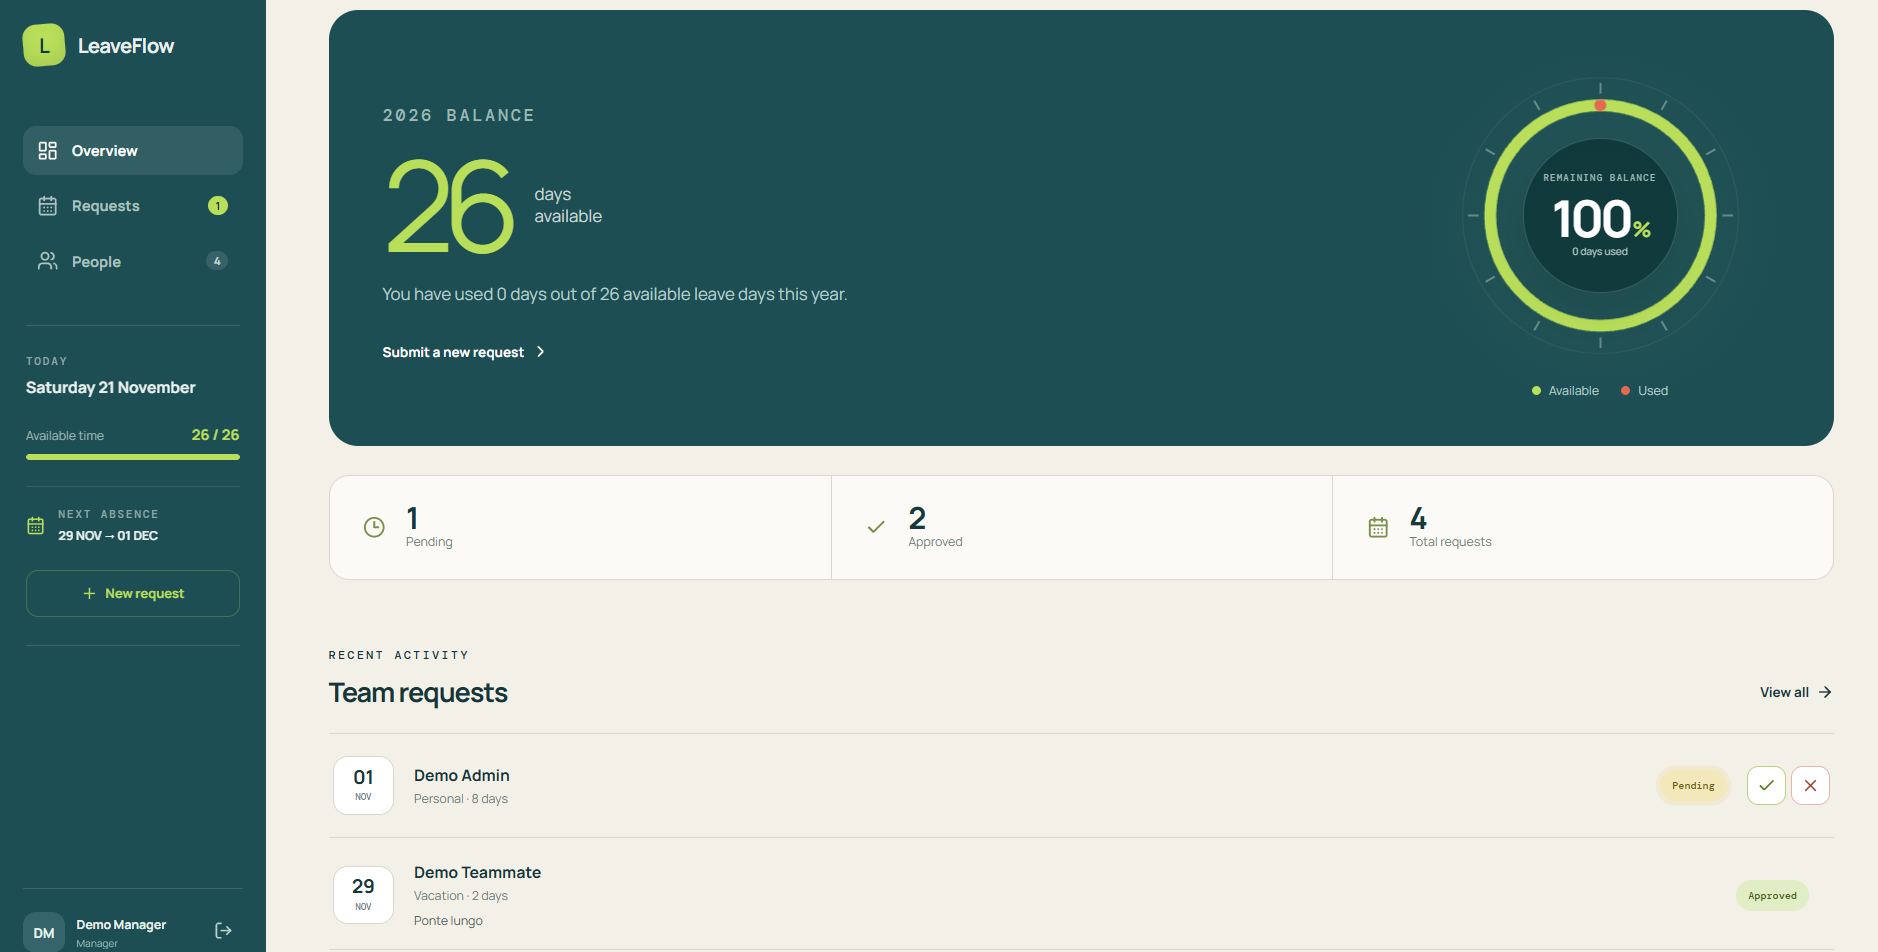 L
LeaveFlow
Overview
Requests 1
People 4
TODAY
Saturday 21 November
Available time 26 / 26
NEXT ABSENCE
29 NOV → 01 DEC
+ New request
DM
Demo Manager
Manager
2026 BALANCE
26
days
available
You have used 0 days out of 26 available leave days this year.
Submit a new request
REMAINING BALANCE
100%
0 days used
Available Used
1
Pending
2
Approved
4
Total requests
RECENT ACTIVITY
Team requests
View all →
01
NOV
Demo Admin
Personal · 8 days
Pending
29
NOV
Demo Teammate
Vacation · 2 days
Ponte lungo
Approved